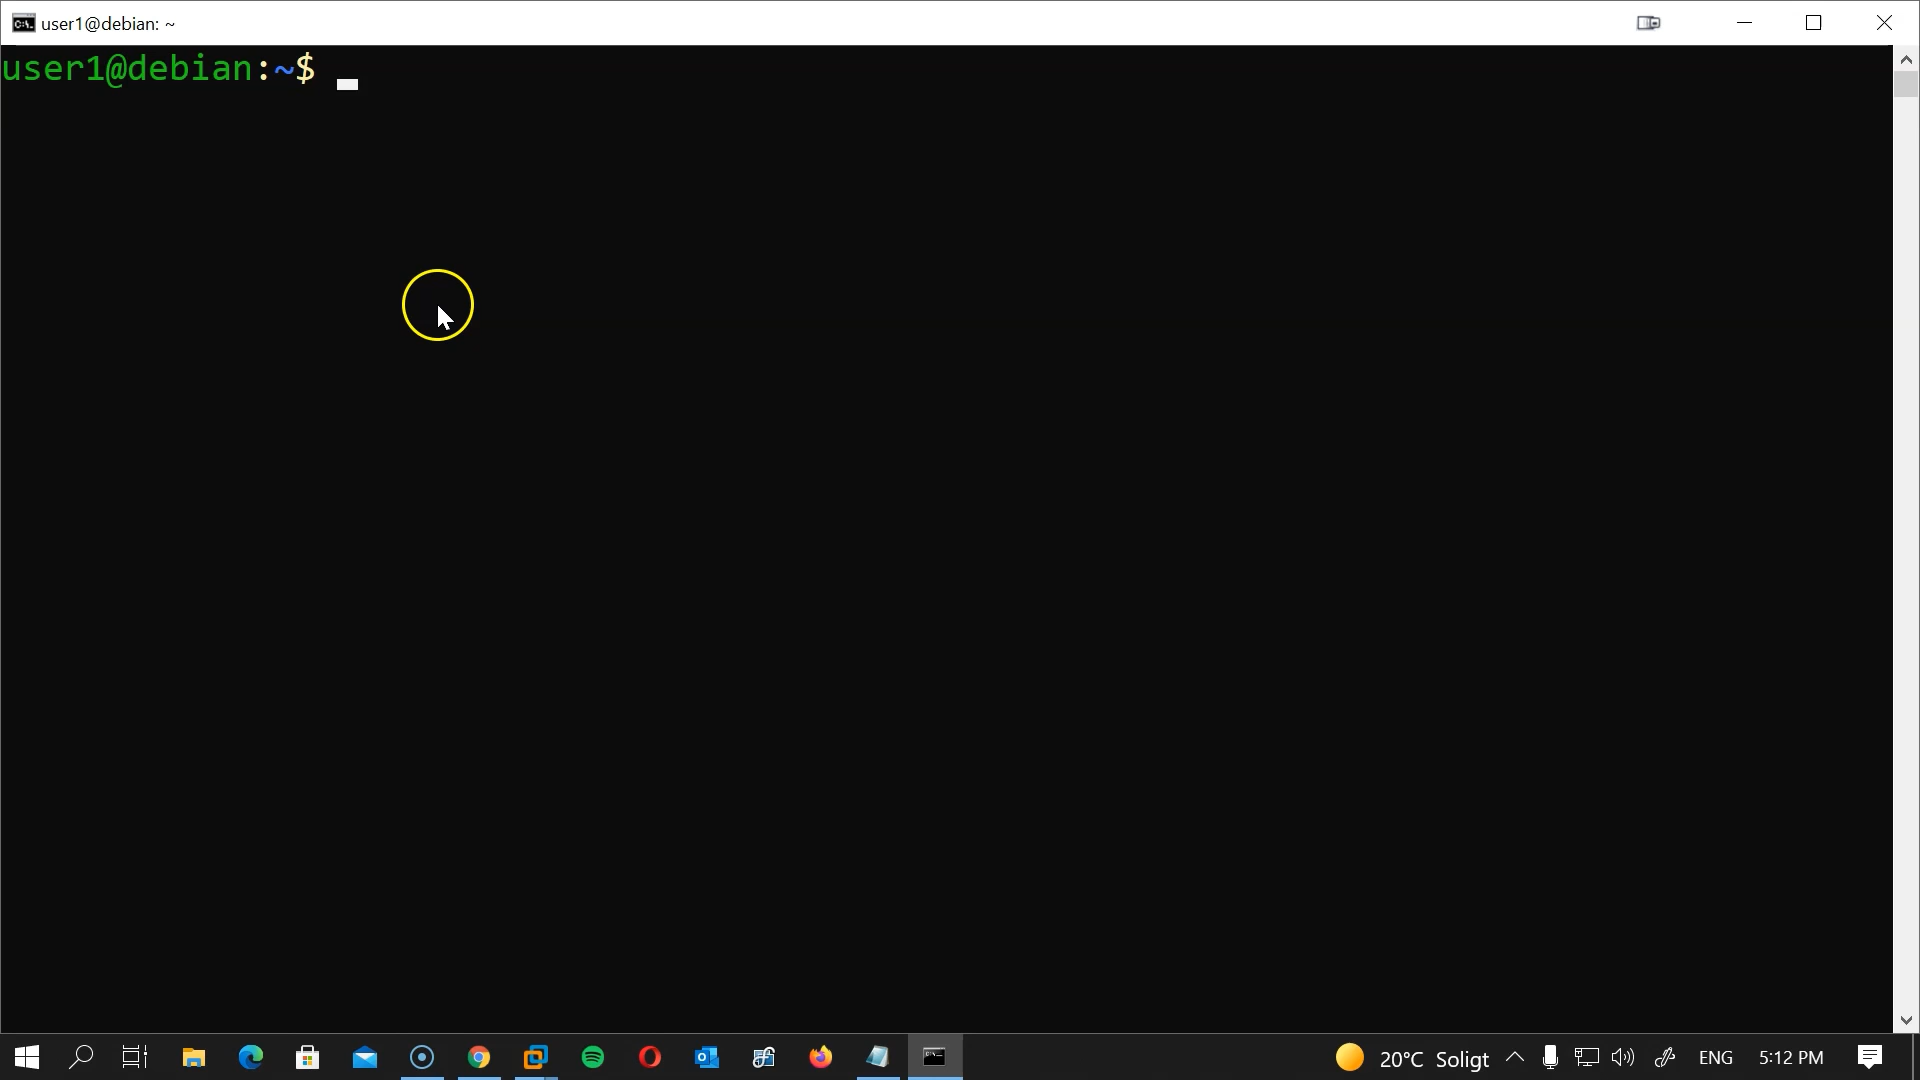 user1@debian: ~
user1@debian:~$
20°C Soligt
ENG
5:12 PM